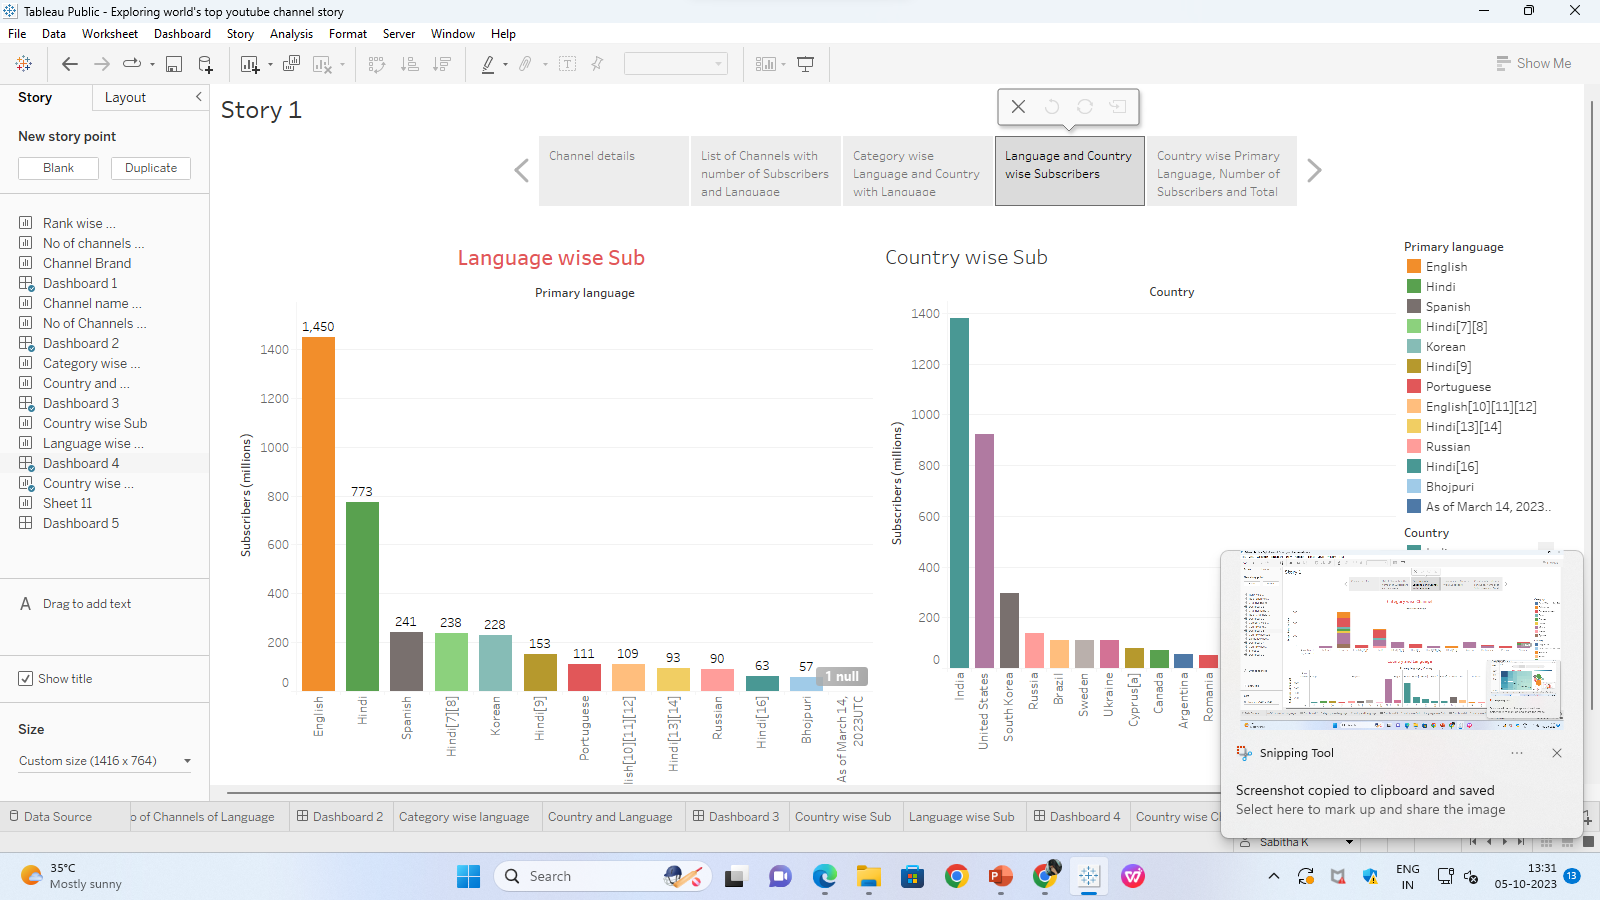 Tableau Public - Exploring world's top youtube channel story
File Data Worksheet Dashboard Story Analysis Format Server Window Help
Show Me
Story Layout
New story point
Blank Duplicate
Rank wise ...
No of channels ...
Channel Brand
Dashboard 1
Channel name ...
No of Channels ...
Dashboard 2
Category wise ...
Country and ...
Dashboard 3
Country wise Sub
Language wise ...
Dashboard 4
Country wise ...
Sheet 11
Dashboard 5
A Drag to add text
Show title
Size
Custom size (1416 x 764)
Story 1
Channel details
List of Channels with
number of Subscribers
and Language
Category wise
Language and Country
with Language
Language and Country
wise Subscribers
Country wise Primary
Language, Number of
Subscribers and Total
Language wise Sub
Primary language
Subscribers (millions)
1400
1200
1000
800
600
400
200
0
1,450
773
241
238
228
153
111
109
93
90
63
57
1 null
English
Hindi
Spanish
Hindi[7][8]
Korean
Hindi[9]
Portuguese
lish[10][11][12]
Hindi[13][14]
Russian
Hindi[16]
Bhojpuri
As of March 14,
2023UTC
Country wise Sub
Country
Subscribers (millions)
1400
1200
1000
800
600
400
200
0
India
United States
South Korea
Russia
Brazil
Sweden
Ukraine
Cyprus[a]
Canada
Argentina
Romania
Primary language
English
Hindi
Spanish
Hindi[7][8]
Korean
Hindi[9]
Portuguese
English[10][11][12]
Hindi[13][14]
Russian
Hindi[16]
Bhojpuri
As of March 14, 2023..
Country
Story 1
Snipping Tool
Screenshot copied to clipboard and saved
Select here to mark up and share the image
Data Source
o of Channels of Language
Dashboard 2
Category wise language
Country and Language
Dashboard 3
Country wise Sub
Language wise Sub
Dashboard 4
Country wise Cl
Sabitha K
35°C
Mostly sunny
Search
ENG
IN
13:31
05-10-2023
13